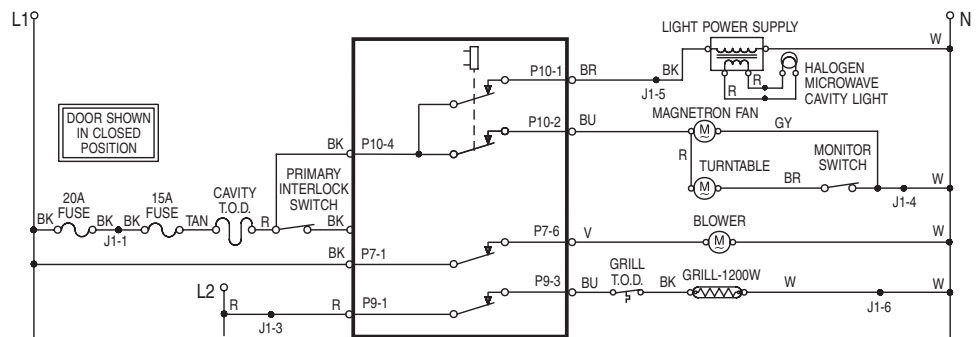 L1
N
LIGHT POWER SUPPLY
W
P10-1
BR
BK
J1-5
R
R
HALOGEN
MICROWAVE
CAVITY LIGHT
DOOR SHOWN
IN CLOSED
POSITION
P10-2
BU
MAGNETRON FAN
M
GY
BK
P10-4
R
TURNTABLE
M
BR
MONITOR
SWITCH
W
J1-4
20A
FUSE
15A
FUSE
CAVITY
T.O.D.
PRIMARY
INTERLOCK
SWITCH
BK
BK
J1-1
BK
TAN
R
BK
P7-6
V
BLOWER
M
W
BK
P7-1
GRILL
T.O.D.
P9-3
BU
BK
GRILL-1200W
W
W
J1-6
L2
R
J1-3
R
P9-1